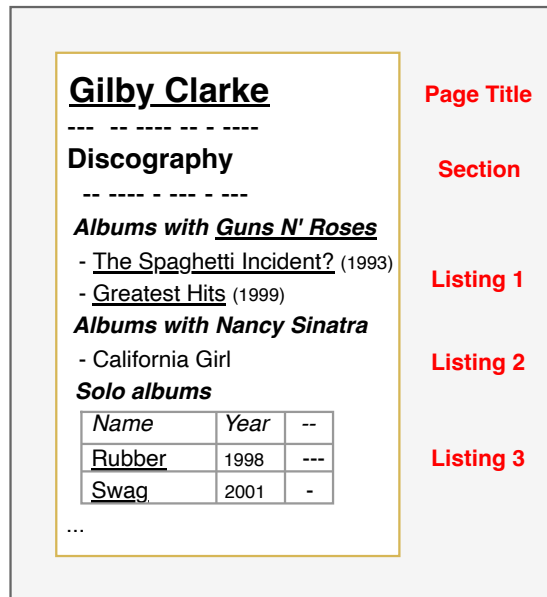 Gilby Clarke
Page Title
--- -- ---- -- - ----
Discography
Section
-- ---- - --- - ---
Albums with Guns N' Roses
- The Spaghetti Incident? (1993)
Listing 1
- Greatest Hits (1999)
Albums with Nancy Sinatra
- California Girl
Listing 2
Solo albums
Name Year --
Rubber 1998 ---
Listing 3
Swag 2001 -
...